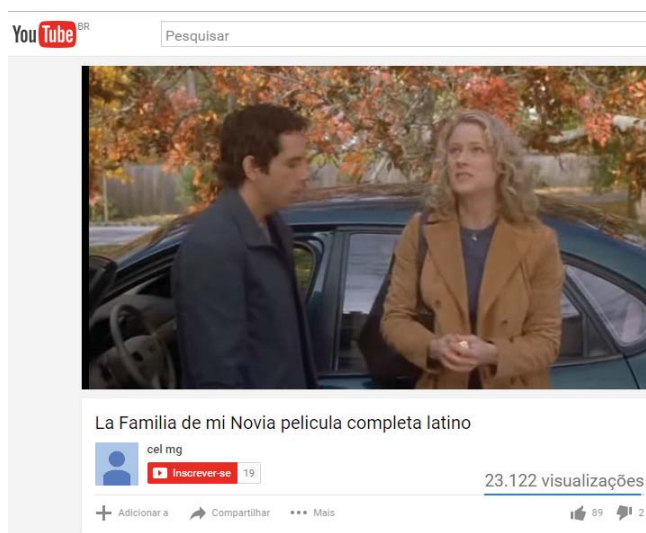 YouTube BR
Pesquisar
La Familia de mi Novia pelicula completa latino
cel mg
Inscrever-se 19
23.122 visualizações
Adicionar a Compartilhar Mais 89 2